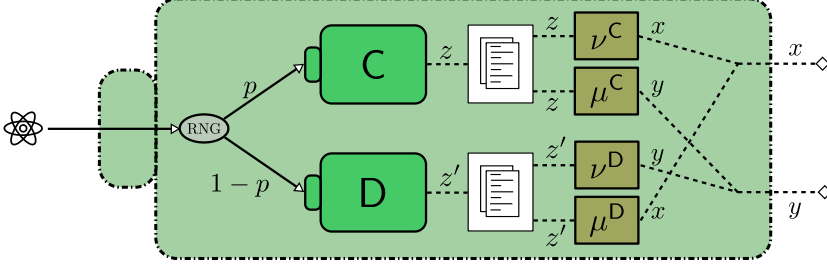 z ν^C x
p C z x
z μ^C y
RNG
z' ν^D y
1 − p D z'
z' μ^D x y